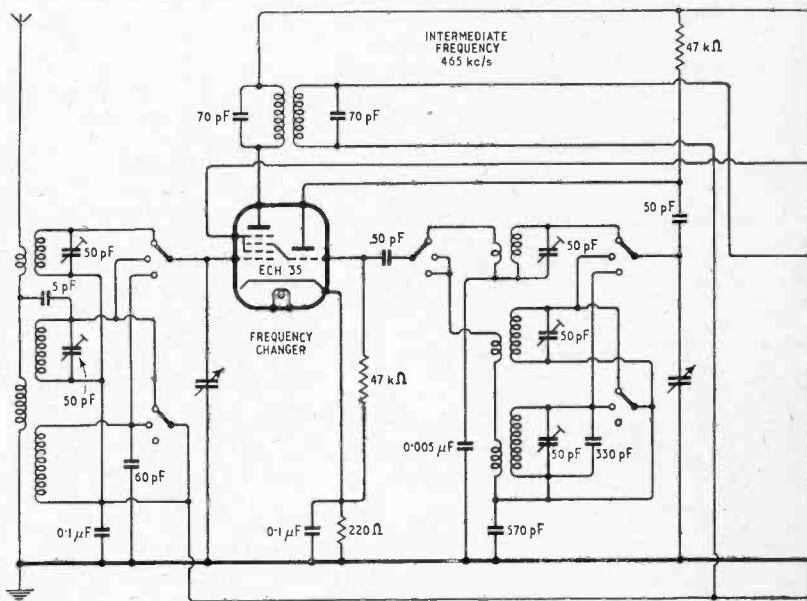 INTERMEDIATE
FREQUENCY
465 kc/s
47 kΩ
70 pF
70 pF
50 pF
50 pF
5 pF
ECH 35
50 pF
50 pF
FREQUENCY
CHANGER
50 pF
50 pF
47 kΩ
0·005 μF
50 pF
330 pF
60 pF
0·1 μF
0·1 μF
220 Ω
570 pF